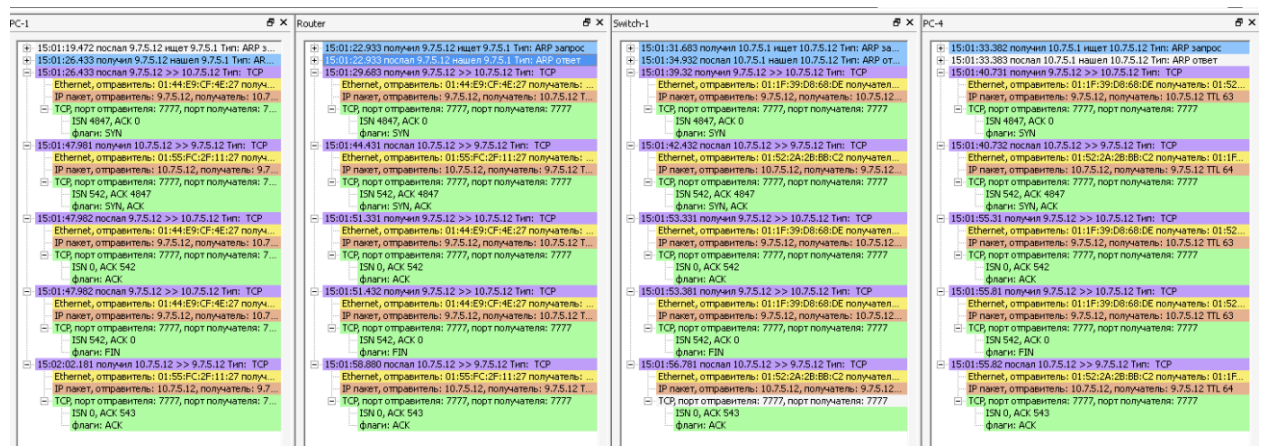 PC-1
15:01:19.472 послал 9.7.5.12 ищет 9.7.5.1 Тип: ARP з...
15:01:26.433 получил 9.7.5.12 нашел 9.7.5.1 Тип: AR...
15:01:26.433 послал 9.7.5.12 >> 10.7.5.12 Тип: TCP
Ethernet, отправитель: 01:44:E9:CF:4E:27 получ...
IP пакет, отправитель: 9.7.5.12, получатель: 10.7...
TCP, порт отправителя: 7777, порт получателя: 7...
ISN 4847, ACK 0
флаги: SYN
15:01:47.981 получил 10.7.5.12 >> 9.7.5.12 Тип: TCP
Ethernet, отправитель: 01:55:FC:2F:11:27 получ...
IP пакет, отправитель: 10.7.5.12, получатель: 9.7...
TCP, порт отправителя: 7777, порт получателя: 7...
ISN 542, ACK 4847
флаги: SYN, ACK
15:01:47.982 послал 9.7.5.12 >> 10.7.5.12 Тип: TCP
Ethernet, отправитель: 01:44:E9:CF:4E:27 получ...
IP пакет, отправитель: 9.7.5.12, получатель: 10.7...
TCP, порт отправителя: 7777, порт получателя: 7...
ISN 0, ACK 542
флаги: ACK
15:01:47.982 послал 9.7.5.12 >> 10.7.5.12 Тип: TCP
Ethernet, отправитель: 01:44:E9:CF:4E:27 получ...
IP пакет, отправитель: 9.7.5.12, получатель: 10.7...
TCP, порт отправителя: 7777, порт получателя: 7...
ISN 542, ACK 0
флаги: FIN
15:02:02.181 получил 10.7.5.12 >> 9.7.5.12 Тип: TCP
Ethernet, отправитель: 01:55:FC:2F:11:27 получ...
IP пакет, отправитель: 10.7.5.12, получатель: 9.7...
TCP, порт отправителя: 7777, порт получателя: 7...
ISN 0, ACK 543
флаги: ACK
Router
15:01:22.933 получил 9.7.5.12 ищет 9.7.5.1 Тип: ARP запрос
15:01:22.933 послал 9.7.5.12 нашел 9.7.5.1 Тип: ARP ответ
15:01:29.683 получил 9.7.5.12 >> 10.7.5.12 Тип: TCP
Ethernet, отправитель: 01:44:E9:CF:4E:27 получатель: ...
IP пакет, отправитель: 9.7.5.12, получатель: 10.7.5.12 T...
TCP, порт отправителя: 7777, порт получателя: 7777
ISN 4847, ACK 0
флаги: SYN
15:01:44.431 послал 10.7.5.12 >> 9.7.5.12 Тип: TCP
Ethernet, отправитель: 01:55:FC:2F:11:27 получатель: ...
IP пакет, отправитель: 10.7.5.12, получатель: 9.7.5.12 T...
TCP, порт отправителя: 7777, порт получателя: 7777
ISN 542, ACK 4847
флаги: SYN, ACK
15:01:51.331 получил 9.7.5.12 >> 10.7.5.12 Тип: TCP
Ethernet, отправитель: 01:44:E9:CF:4E:27 получатель: ...
IP пакет, отправитель: 9.7.5.12, получатель: 10.7.5.12 T...
TCP, порт отправителя: 7777, порт получателя: 7777
ISN 0, ACK 542
флаги: ACK
15:01:51.432 получил 9.7.5.12 >> 10.7.5.12 Тип: TCP
Ethernet, отправитель: 01:44:E9:CF:4E:27 получатель: ...
IP пакет, отправитель: 9.7.5.12, получатель: 10.7.5.12 T...
TCP, порт отправителя: 7777, порт получателя: 7777
ISN 542, ACK 0
флаги: FIN
15:01:58.880 послал 10.7.5.12 >> 9.7.5.12 Тип: TCP
Ethernet, отправитель: 01:55:FC:2F:11:27 получатель: ...
IP пакет, отправитель: 10.7.5.12, получатель: 9.7.5.12 T...
TCP, порт отправителя: 7777, порт получателя: 7777
ISN 0, ACK 543
флаги: ACK
Switch-1
15:01:31.683 получил 10.7.5.1 ищет 10.7.5.12 Тип: ARP за...
15:01:34.932 послал 10.7.5.1 нашел 10.7.5.12 Тип: ARP от...
15:01:39.32 получил 9.7.5.12 >> 10.7.5.12 Тип: TCP
Ethernet, отправитель: 01:1F:39:D8:68:DE получател...
IP пакет, отправитель: 9.7.5.12, получатель: 10.7.5.12...
TCP, порт отправителя: 7777, порт получателя: 7777
ISN 4847, ACK 0
флаги: SYN
15:01:42.432 послал 10.7.5.12 >> 9.7.5.12 Тип: TCP
Ethernet, отправитель: 01:52:2A:2B:BB:C2 получател...
IP пакет, отправитель: 10.7.5.12, получатель: 9.7.5.12...
TCP, порт отправителя: 7777, порт получателя: 7777
ISN 542, ACK 4847
флаги: SYN, ACK
15:01:53.331 получил 9.7.5.12 >> 10.7.5.12 Тип: TCP
Ethernet, отправитель: 01:1F:39:D8:68:DE получател...
IP пакет, отправитель: 9.7.5.12, получатель: 10.7.5.12...
TCP, порт отправителя: 7777, порт получателя: 7777
ISN 0, ACK 542
флаги: ACK
15:01:53.381 получил 9.7.5.12 >> 10.7.5.12 Тип: TCP
Ethernet, отправитель: 01:1F:39:D8:68:DE получател...
IP пакет, отправитель: 9.7.5.12, получатель: 10.7.5.12...
TCP, порт отправителя: 7777, порт получателя: 7777
ISN 542, ACK 0
флаги: FIN
15:01:56.781 послал 10.7.5.12 >> 9.7.5.12 Тип: TCP
Ethernet, отправитель: 01:52:2A:2B:BB:C2 получател...
IP пакет, отправитель: 10.7.5.12, получатель: 9.7.5.12...
TCP, порт отправителя: 7777, порт получателя: 7777
ISN 0, ACK 543
флаги: ACK
PC-4
15:01:33.382 получил 10.7.5.1 ищет 10.7.5.12 Тип: ARP запрос
15:01:33.383 послал 10.7.5.1 нашел 10.7.5.12 Тип: ARP ответ
15:01:40.731 получил 9.7.5.12 >> 10.7.5.12 Тип: TCP
Ethernet, отправитель: 01:1F:39:D8:68:DE получатель: 01:52...
IP пакет, отправитель: 9.7.5.12, получатель: 10.7.5.12 TTL 63
TCP, порт отправителя: 7777, порт получателя: 7777
ISN 4847, ACK 0
флаги: SYN
15:01:40.732 послал 10.7.5.12 >> 9.7.5.12 Тип: TCP
Ethernet, отправитель: 01:52:2A:2B:BB:C2 получатель: 01:1F...
IP пакет, отправитель: 10.7.5.12, получатель: 9.7.5.12 TTL 64
TCP, порт отправителя: 7777, порт получателя: 7777
ISN 542, ACK 4847
флаги: SYN, ACK
15:01:55.31 получил 9.7.5.12 >> 10.7.5.12 Тип: TCP
Ethernet, отправитель: 01:1F:39:D8:68:DE получатель: 01:52...
IP пакет, отправитель: 9.7.5.12, получатель: 10.7.5.12 TTL 63
TCP, порт отправителя: 7777, порт получателя: 7777
ISN 0, ACK 542
флаги: ACK
15:01:55.81 получил 9.7.5.12 >> 10.7.5.12 Тип: TCP
Ethernet, отправитель: 01:1F:39:D8:68:DE получатель: 01:52...
IP пакет, отправитель: 9.7.5.12, получатель: 10.7.5.12 TTL 63
TCP, порт отправителя: 7777, порт получателя: 7777
ISN 542, ACK 0
флаги: FIN
15:01:55.82 послал 10.7.5.12 >> 9.7.5.12 Тип: TCP
Ethernet, отправитель: 01:52:2A:2B:BB:C2 получатель: 01:1F...
IP пакет, отправитель: 10.7.5.12, получатель: 9.7.5.12 TTL 64
TCP, порт отправителя: 7777, порт получателя: 7777
ISN 0, ACK 543
флаги: ACK